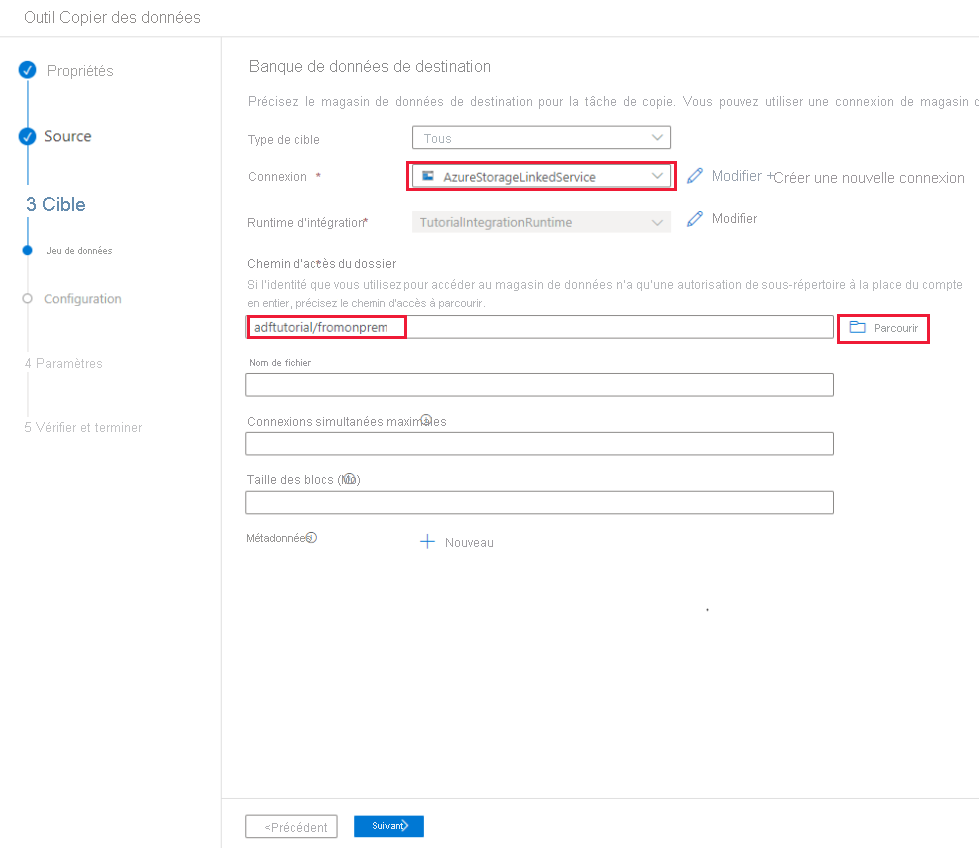 Outil Copier des données
Propriétés
Source
3 Cible
Jeu de données
Configuration
4 Paramètres
5 Vérifier et terminer
Banque de données de destination
Précisez le magasin de données de destination pour la tâche de copie. Vous pouvez utiliser une connexion de magasin
Type de cible
Tous
Connexion *
AzureStorageLinkedService
Modifier +Créer une nouvelle connexion
Runtime d'intégration*
TutorialIntegrationRuntime
Modifier
Chemin d'accès du dossier *
Si l'identité que vous utilisez pour accéder au magasin de données n'a qu'une autorisation de sous-répertoire à la place du compte
en entier, précisez le chemin d'accès à parcourir.
adftutorial/fromonprem
Parcourir
Nom de fichier
Connexions simultanées maximales
Taille des blocs (Mo)
Métadonnées
+ Nouveau
<Précédent
Suivant>